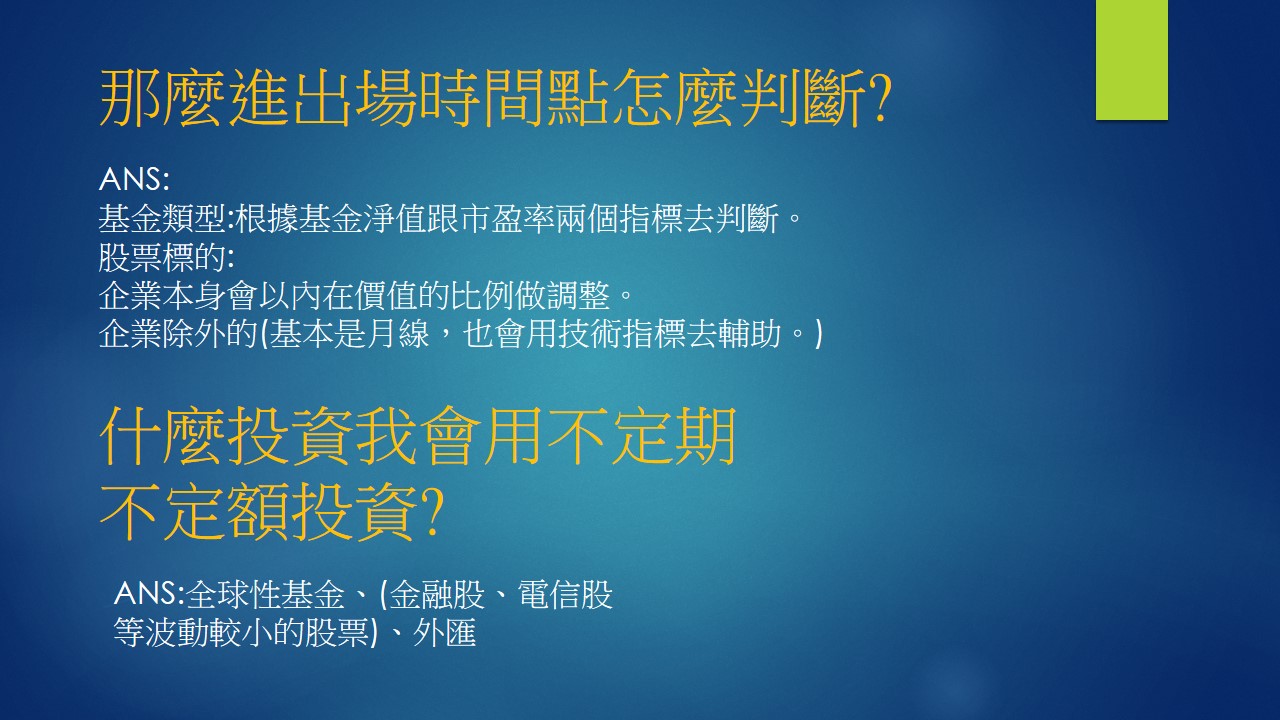 那麼進出場時間點怎麼判斷?
ANS:
基金類型:根據基金淨值跟市盈率兩個指標去判斷。
股票標的:
企業本身會以內在價值的比例做調整。
企業除外的(基本是月線，也會用技術指標去輔助。)
什麼投資我會用不定期
不定額投資?
ANS:全球性基金、(金融股、電信股
等波動較小的股票)、外匯